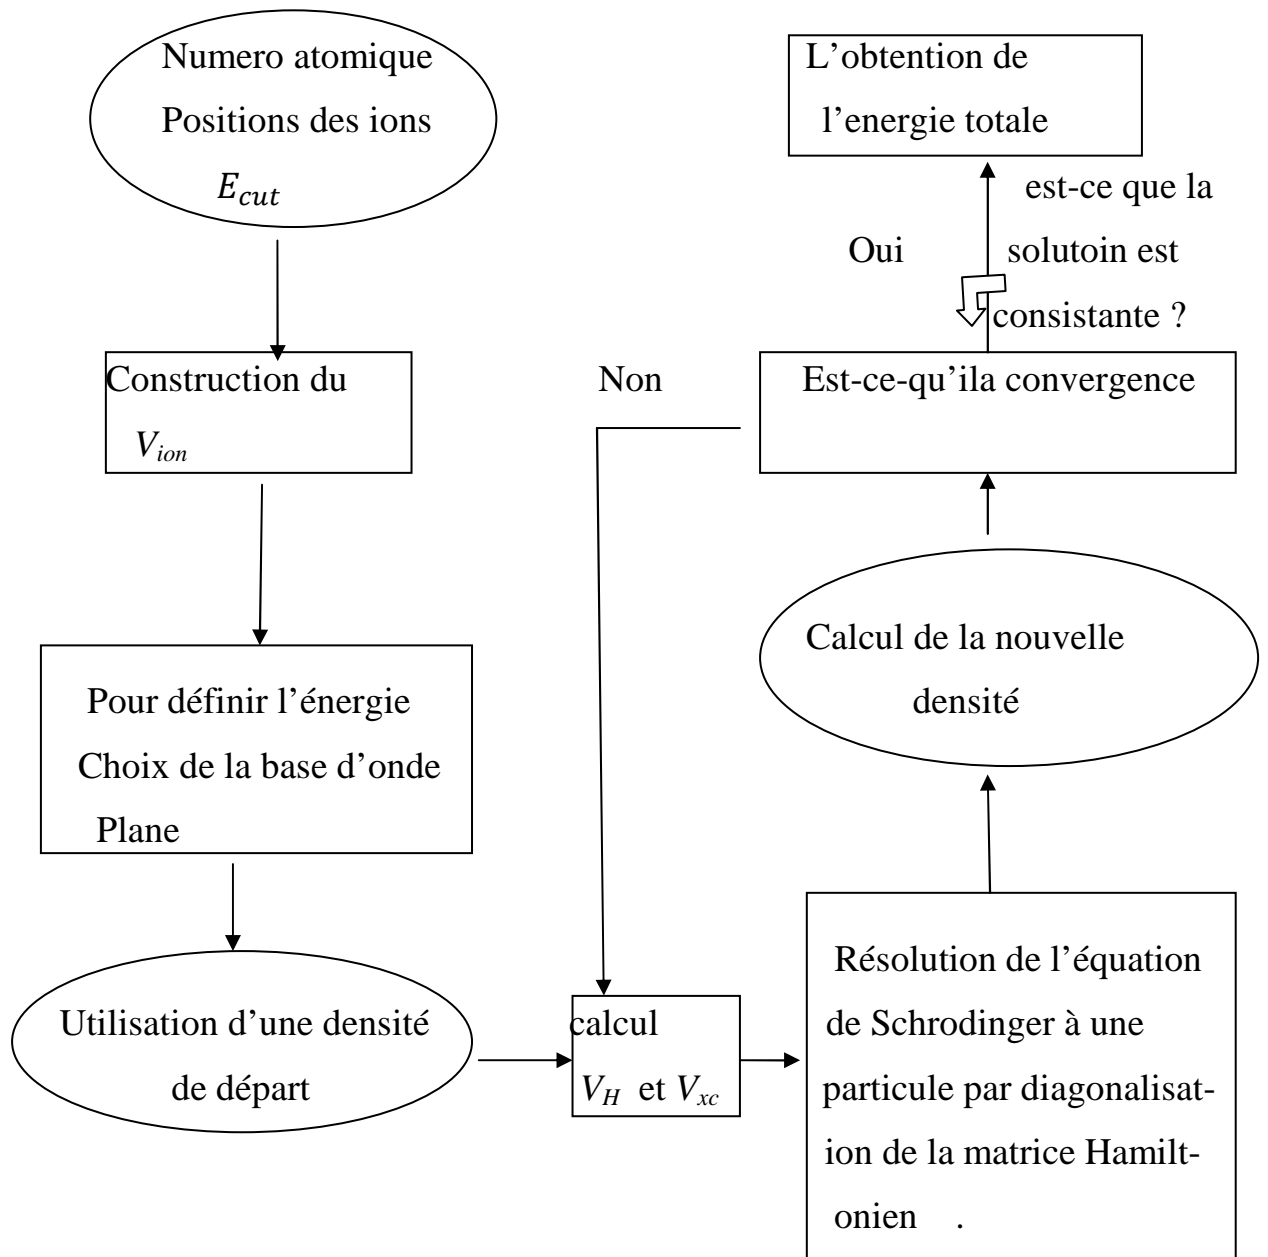 Numero atomique
Positions des ions
E_cut
Construction du
V_ion
Pour définir l’énergie
Choix de la base d’onde
Plane
Utilisation d’une densité
de départ
calcul
V_H et V_xc
Résolution de l’équation
de Schrodinger à une
particule par diagonalisat-
ion de la matrice Hamilt-
onien .
Calcul de la nouvelle
densité
Est-ce-qu’ila convergence
Non
Oui
est-ce que la
solutoin est
consistante ?
L’obtention de
l’energie totale